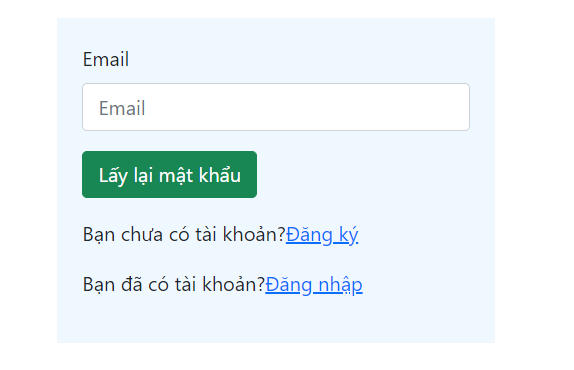 Email
Email
Lấy lại mật khẩu
Bạn chưa có tài khoản?Đăng ký
Bạn đã có tài khoản?Đăng nhập